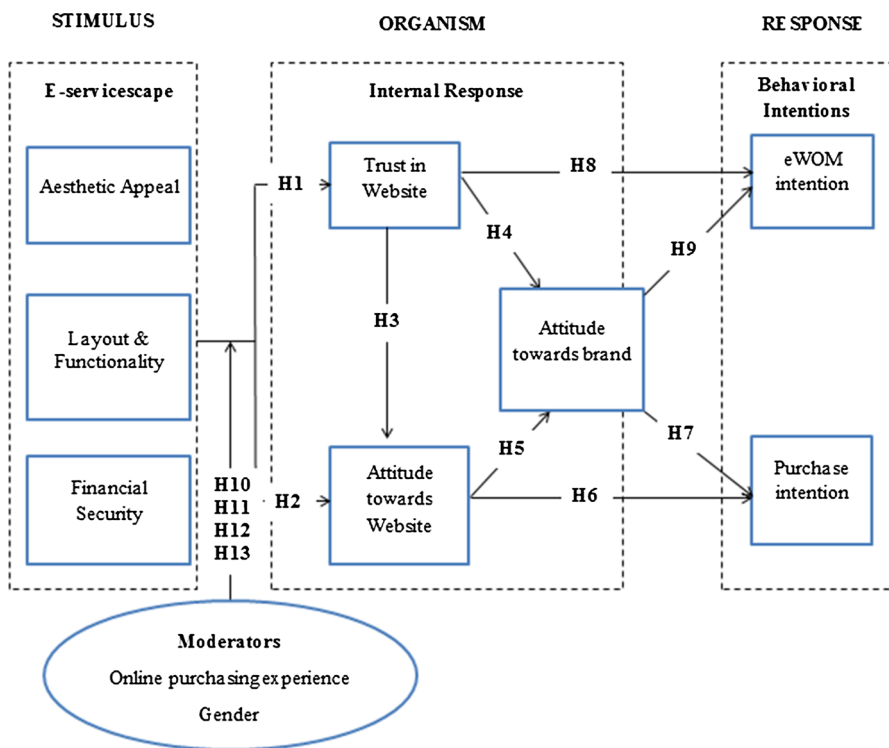 STIMULUS
ORGANISM
RESPONSE
E-servicescape
Internal Response
Behavioral
Intentions
Aesthetic Appeal
Layout &
Functionality
Financial
Security
H1
Trust in
Website
H8
eWOM
intention
H4
H9
H3
Attitude
towards brand
H5
H7
H2
Attitude
towards
Website
H6
Purchase
intention
H10
H11
H12
H13
Moderators
Online purchasing experience
Gender